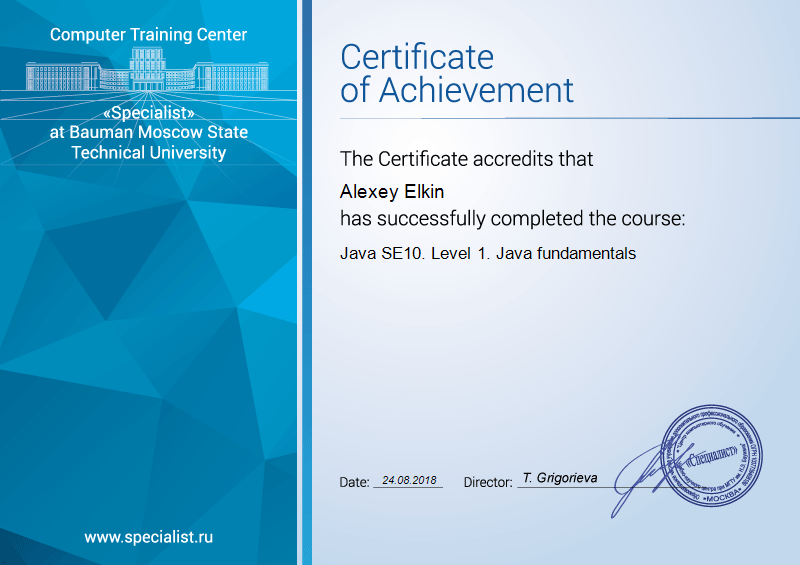 Computer Training Center
«Specialist»
at Bauman Moscow State
Technical University
www.specialist.ru
Certificate
of Achievement
The Certificate accredits that
Alexey Elkin
has successfully completed the course:
Java SE10. Level 1. Java fundamentals
Date: 24.08.2018 Director: T. Grigorieva
«Специалист»
«МОСКВА»